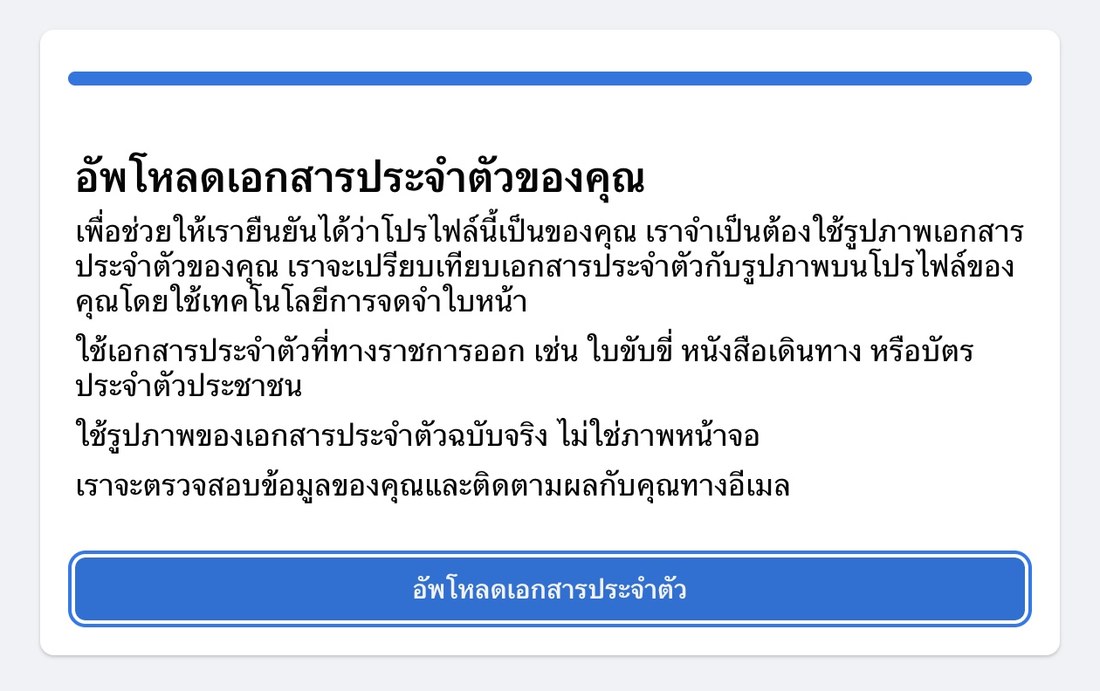 อัพโหลดเอกสารประจำตัวของคุณ
เพื่อช่วยให้เรายืนยันได้ว่าโปรไฟล์นี้เป็นของคุณ เราจำเป็นต้องใช้รูปภาพเอกสาร
ประจำตัวของคุณ เราจะเปรียบเทียบเอกสารประจำตัวกับรูปภาพบนโปรไฟล์ของ
คุณโดยใช้เทคโนโลยีการจดจำใบหน้า
ใช้เอกสารประจำตัวที่ทางราชการออก เช่น ใบขับขี่ หนังสือเดินทาง หรือบัตร
ประจำตัวประชาชน
ใช้รูปภาพของเอกสารประจำตัวฉบับจริง ไม่ใช่ภาพหน้าจอ
เราจะตรวจสอบข้อมูลของคุณและติดตามผลกับคุณทางอีเมล
อัพโหลดเอกสารประจำตัว